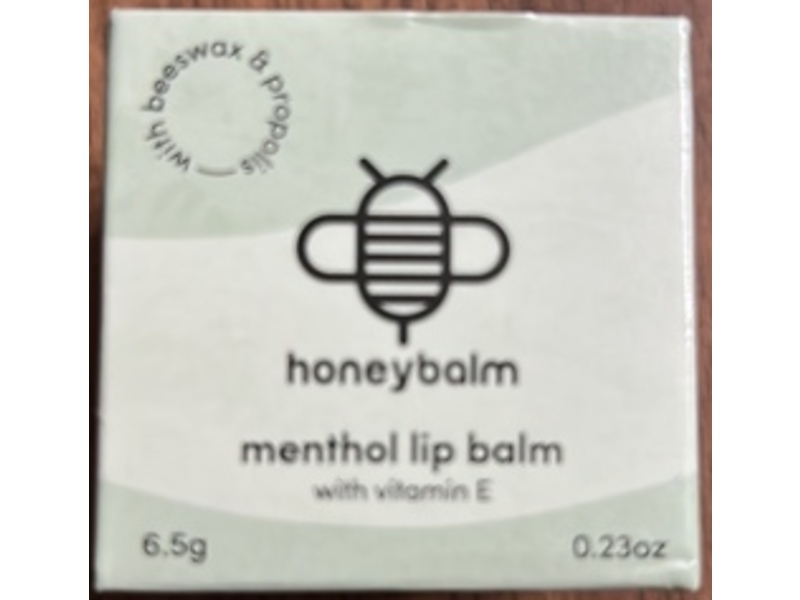 with beeswax & propolis
honeybalm
menthol lip balm
with vitamin E
6.5g
0.23oz